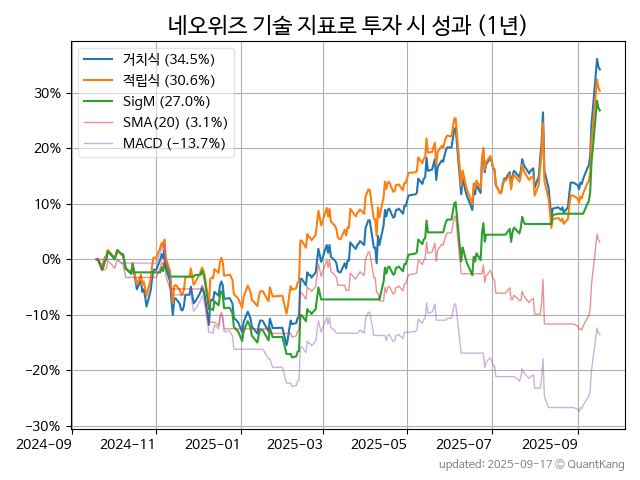 네오위즈 기술 지표로 투자 시 성과 (1년)
거치식 (34.5%)
적립식 (30.6%)
SigM (27.0%)
SMA(20) (3.1%)
MACD (−13.7%)
30%
20%
10%
0%
−10%
−20%
−30%
2024-09 2024-11 2025-01 2025-03 2025-05 2025-07 2025-09
updated: 2025-09-17 © QuantKang